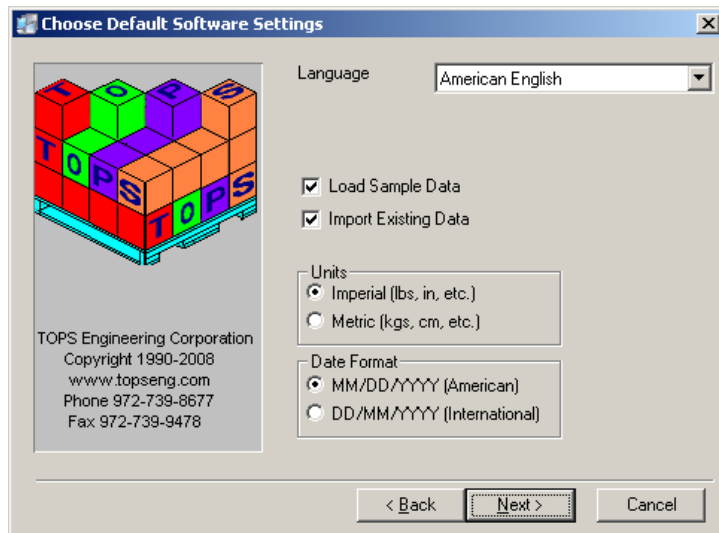 Choose Default Software Settings
Language
American English
T O P S
T O P S
T O P S
Load Sample Data
Import Existing Data
Units
Imperial (lbs, in, etc.)
Metric (kgs, cm, etc.)
TOPS Engineering Corporation
Copyright 1990-2008
www.topseng.com
Phone 972-739-8677
Fax 972-739-9478
Date Format
MM/DD/YYYY (American)
DD/MM/YYYY (International)
< Back
Next >
Cancel